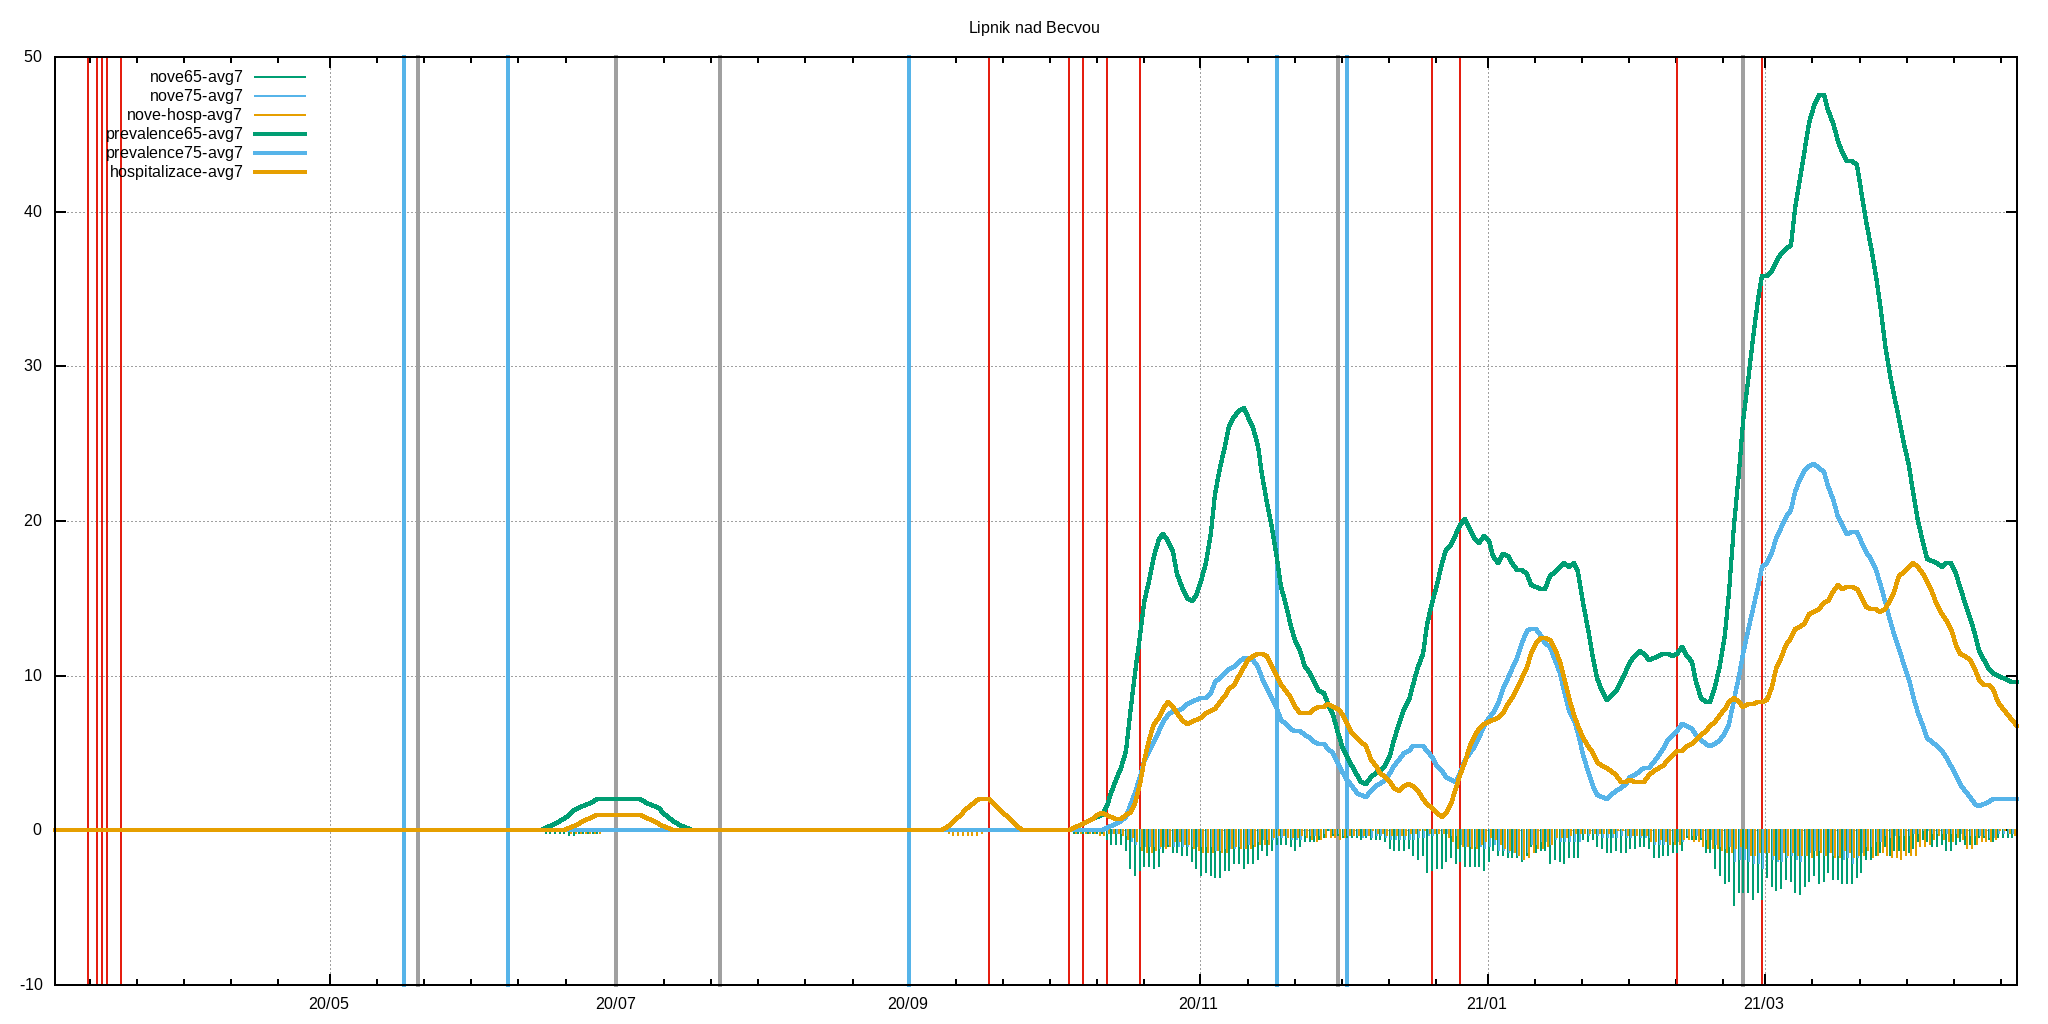 Lipnik nad Becvou
50
nove65-avg7
nove75-avg7
nove-hosp-avg7
prevalence65-avg7
prevalence75-avg7
hospitalizace-avg7
40
30
20
10
0
-10
20/05 20/07 20/09 20/11 21/01 21/03